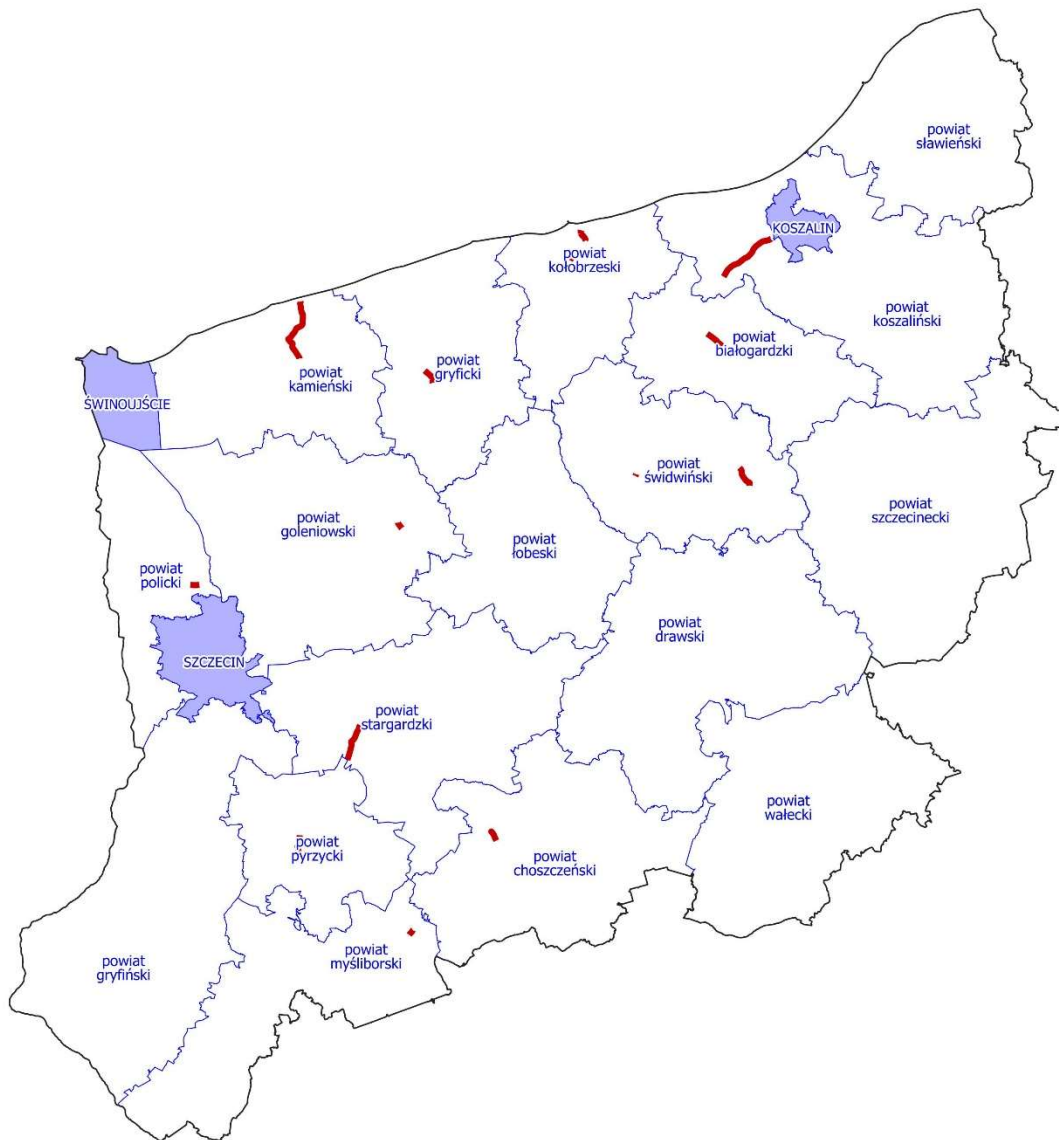 powiat
sławieński
KOSZALIN
powiat
kołobrzeski
powiat
koszaliński
powiat
białogardzki
powiat
gryficki
powiat
kamieński
ŚWINOUJŚCIE
powiat
świdwiński
powiat
szczecinecki
powiat
goleniowski
powiat
łobeski
powiat
policki
powiat
drawski
SZCZECIN
powiat
stargardzki
powiat
wałecki
powiat
pyrzycki
powiat
choszczeński
powiat
myśliborski
powiat
gryfiński